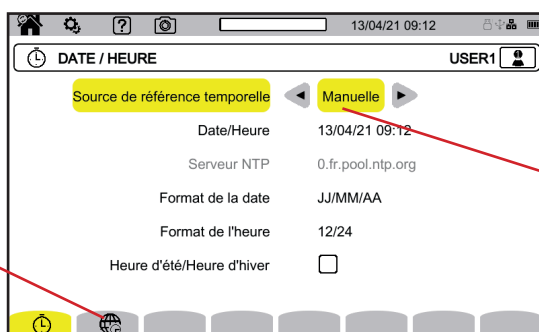 13/04/21 09:12
DATE / HEURE USER1
Source de référence temporelle Manuelle
Date/Heure 13/04/21 09:12
Serveur NTP 0.fr.pool.ntp.org
Format de la date JJ/MM/AA
Format de l'heure 12/24
Heure d'été/Heure d'hiver